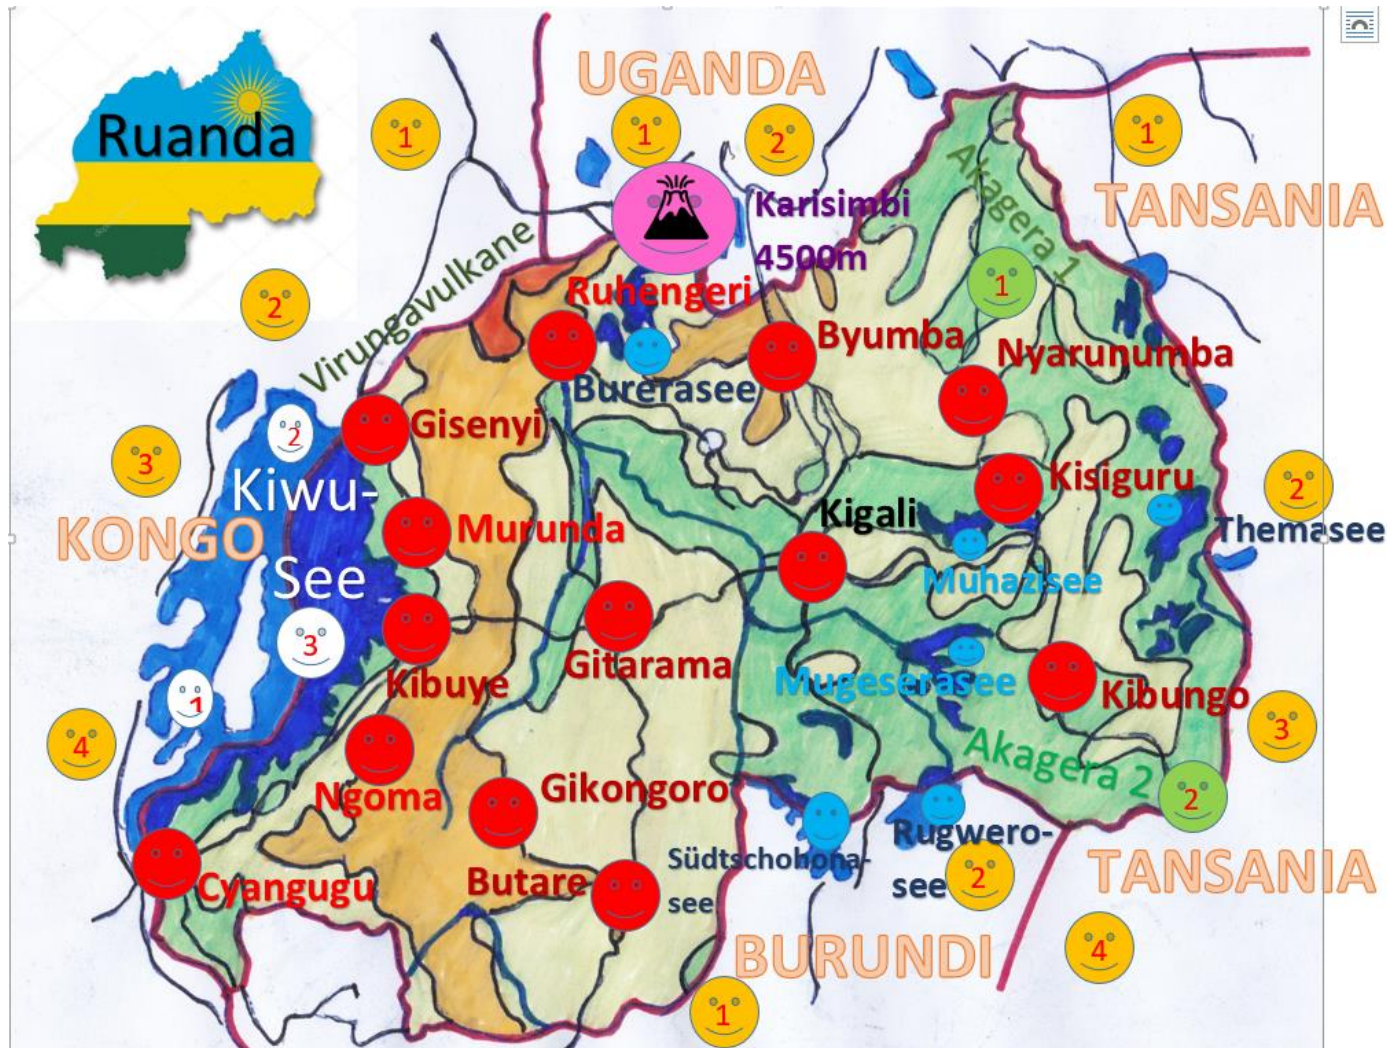 UGANDA
Ruanda
1
1
2
1
TANSANIA
Akagera 1
Karisimbi
4500m
Virungavulkane
2
Ruhengeri
1
Byumba
Nyarunumba
Burerasee
Gisenyi
2
3
Kiwu-
See
Kisiguru
2
Kigali
Themasee
KONGO
Murunda
Muhazisee
3
Gitarama
Kibuye
Mugeserasee
Kibungo
1
4
3
Akagera 2
2
Ngoma
Gikongoro
Rugwero-
see
2
Südtschohona-
see
TANSANIA
Cyangugu
Butare
BURUNDI
4
1